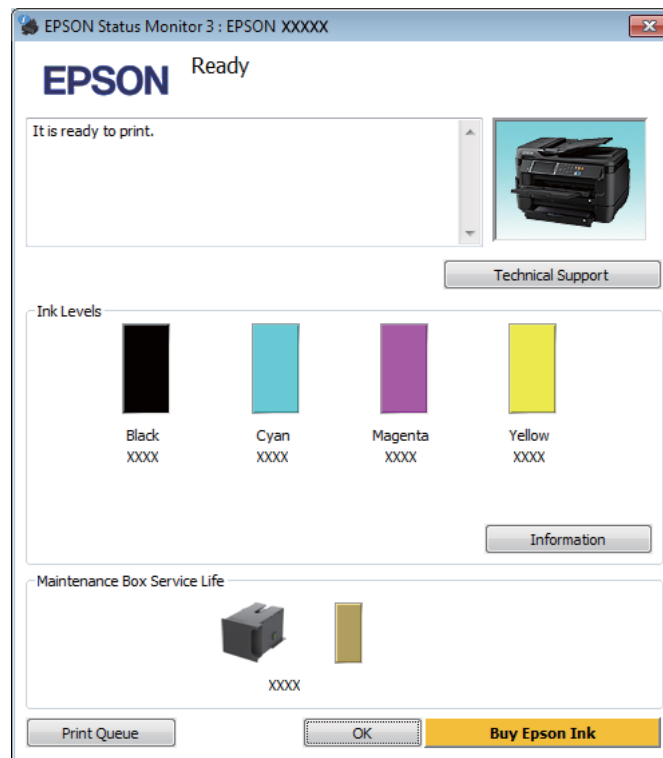 EPSON Status Monitor 3 : EPSON XXXXX
EPSON
Ready
It is ready to print.
Technical Support
Ink Levels
Black
Cyan
Magenta
Yellow
XXXX
XXXX
XXXX
XXXX
Information
Maintenance Box Service Life
XXXX
Print Queue
OK
Buy Epson Ink